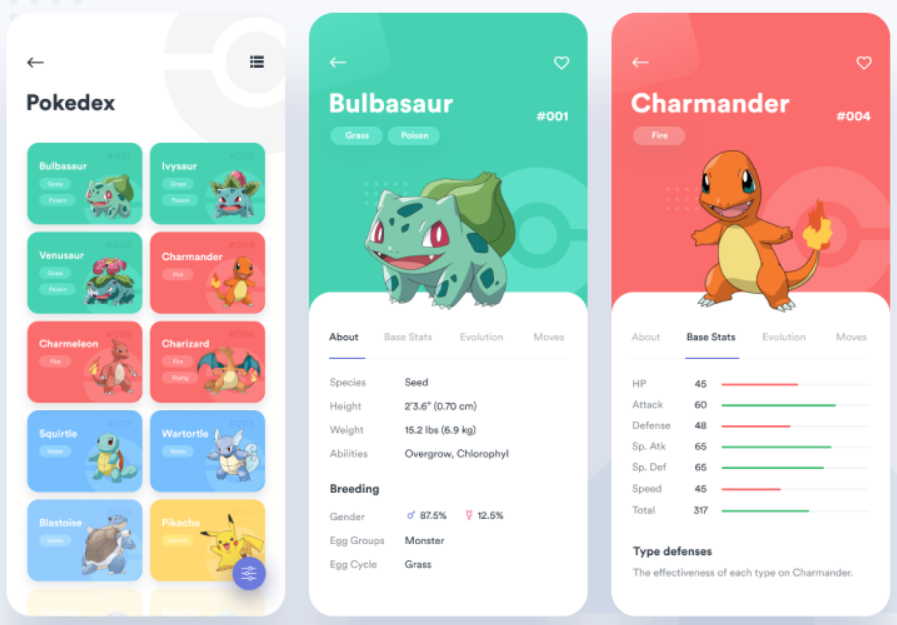 Pokedex
Bulbasaur
#001
Grass
Poison
Ivysaur
#002
Grass
Poison
Venusaur
#003
Grass
Poison
Charmander
#004
Fire
Charmeleon
#005
Fire
Charizard
#006
Fire
Flying
Squirtle
#007
Water
Wartortle
#008
Water
Blastoise
Water
Pikachu
Bulbasaur
#001
Grass Poison
About Base Stats Evolution Moves
Species Seed
Height 2'3.6" (0.70 cm)
Weight 15.2 lbs (6.9 kg)
Abilities Overgrow, Chlorophyl
Breeding
Gender ♂ 87.5% 12.5%
Egg Groups Monster
Egg Cycle Grass
Charmander
#004
Fire
About Base Stats Evolution Moves
HP 45
Attack 60
Defense 48
Sp. Atk 65
Sp. Def 65
Speed 45
Total 317
Type defenses
The effectiveness of each type on Charmander.